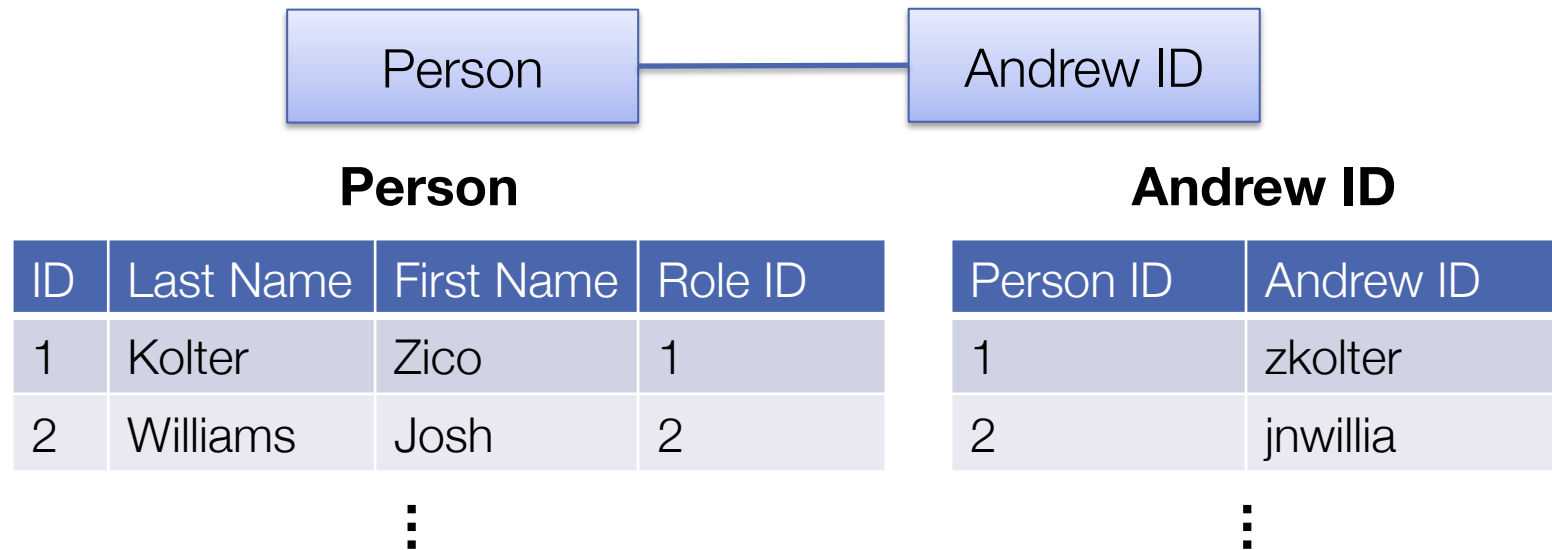 Person Andrew ID
Person Andrew ID
ID Last Name First Name Role ID Person ID Andrew ID
1 Kolter Zico 1 1 zkolter
2 Williams Josh 2 2 jnwillia
⋮ ⋮